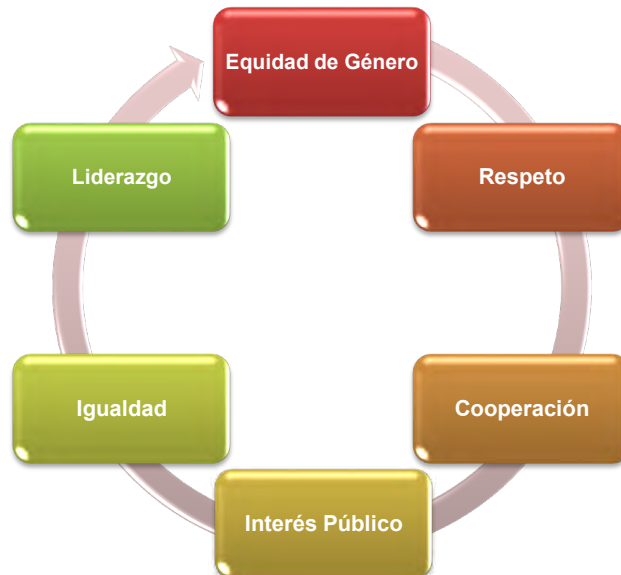 Equidad de Género
Respeto
Cooperación
Interés Público
Igualdad
Liderazgo